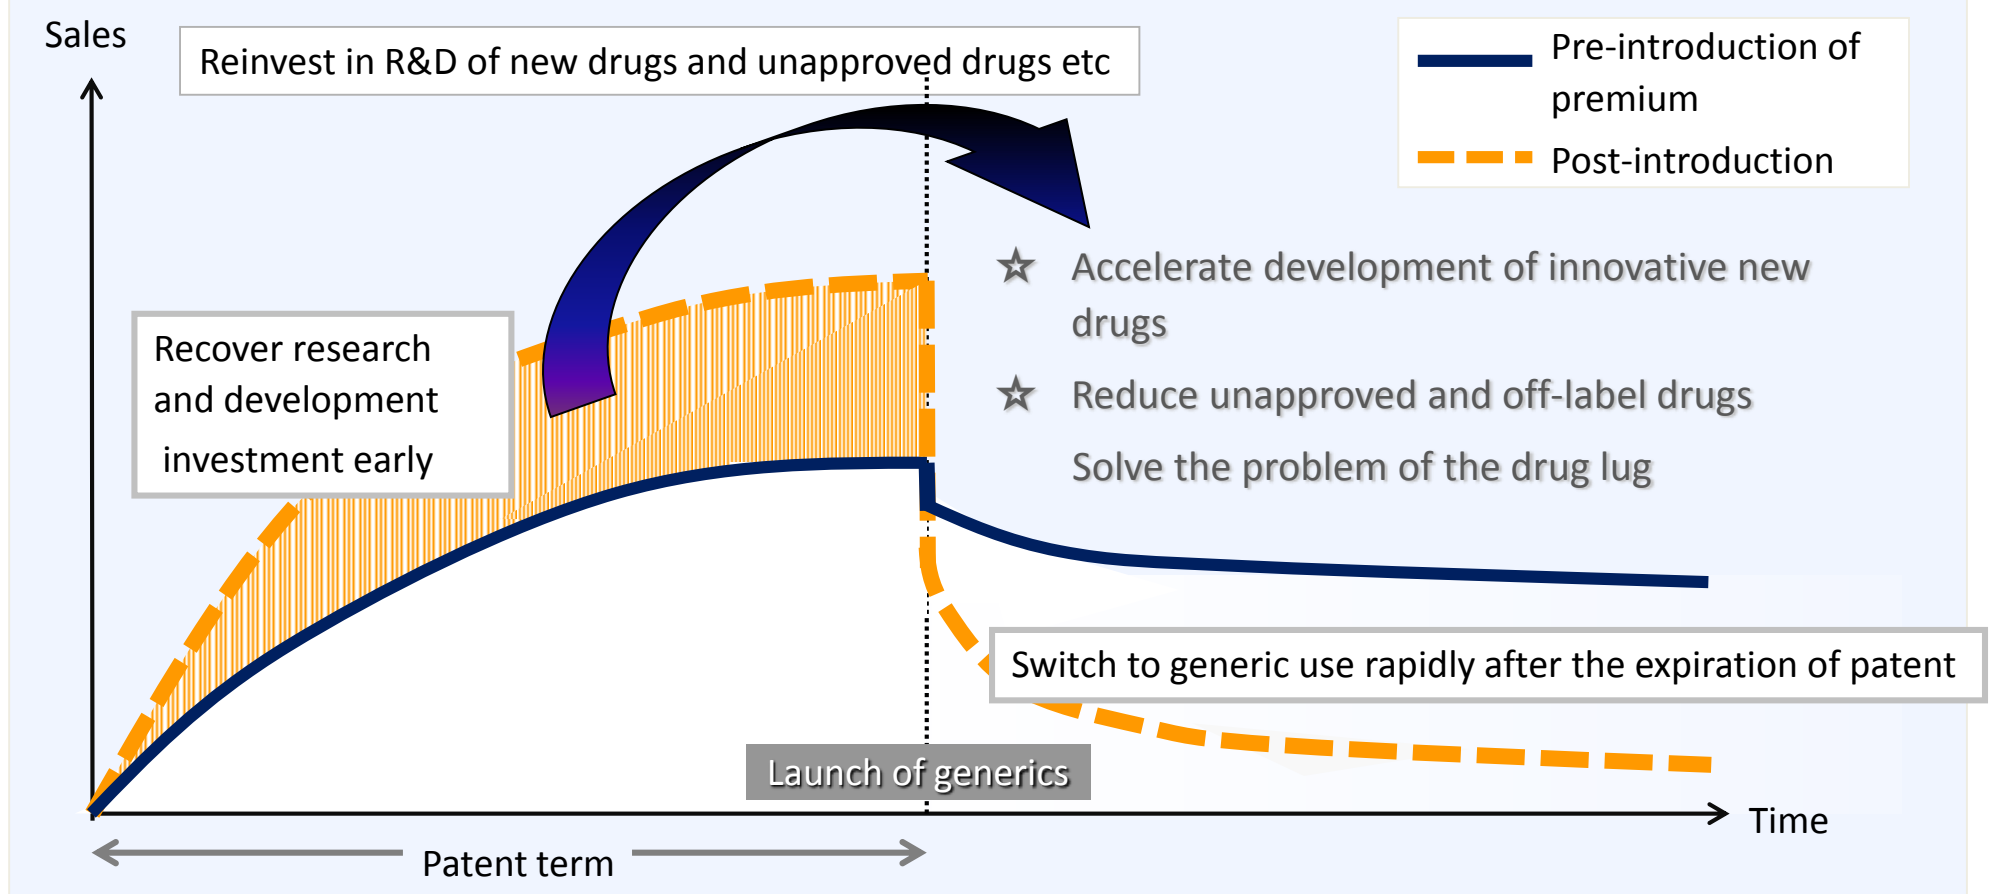 Sales
Reinvest in R&D of new drugs and unapproved drugs etc
Pre-introduction of
premium
Post-introduction
Accelerate development of innovative new
drugs
Recover research
and development
investment early
Reduce unapproved and off-label drugs
Solve the problem of the drug lug
Switch to generic use rapidly after the expiration of patent
Launch of generics
Time
Patent term